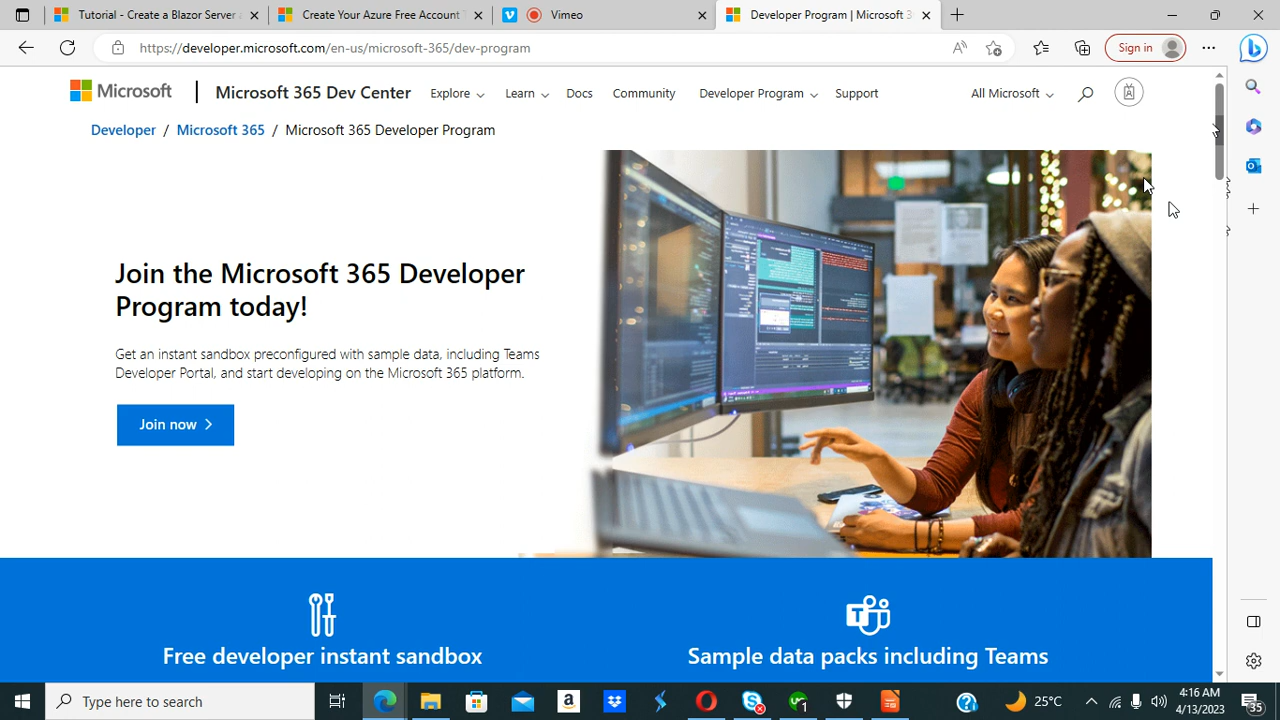 Tutorial - Create a Blazor Server a
Create Your Azure Free Account
Vimeo
Developer Program | Microsoft 3
https://developer.microsoft.com/en-us/microsoft-365/dev-program
Sign in
Microsoft
Microsoft 365 Dev Center
Explore
Learn
Docs
Community
Developer Program
Support
All Microsoft
Developer / Microsoft 365 / Microsoft 365 Developer Program
Join the Microsoft 365 Developer
Program today!
Get an instant sandbox preconfigured with sample data, including Teams
Developer Portal, and start developing on the Microsoft 365 platform.
Join now
Free developer instant sandbox
Sample data packs including Teams
Type here to search
25°C
4:16 AM
4/13/2023
35